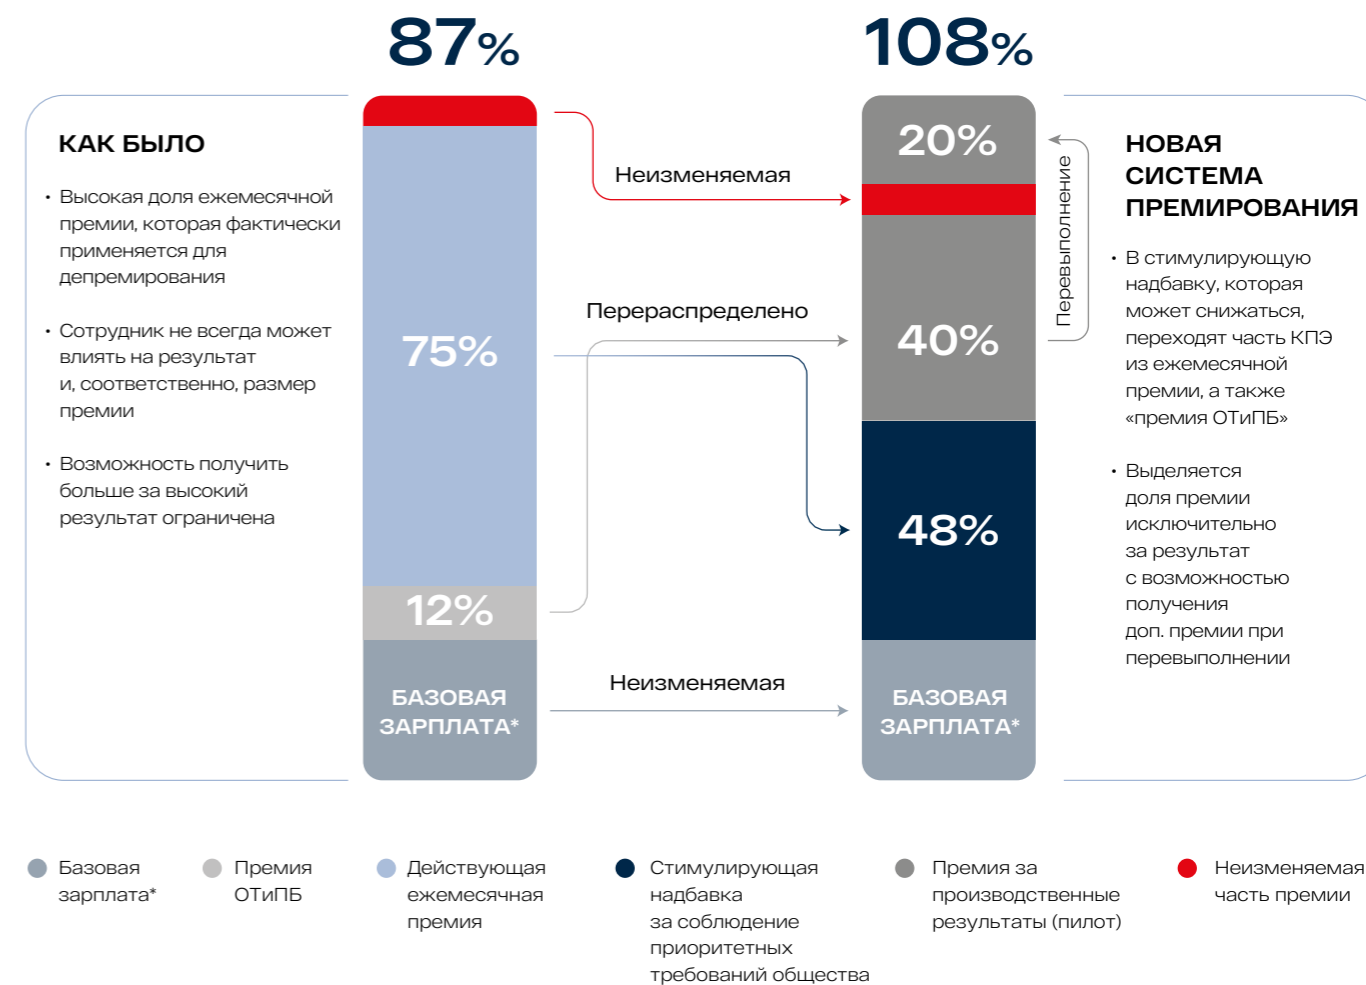 87%
108%
КАК БЫЛО
• Высокая доля ежемесячной
премии, которая фактически
применяется для
депремирования
• Сотрудник не всегда может
влиять на результат
и, соответственно, размер
премии
• Возможность получить
больше за высокий
результат ограничена
75%
12%
БАЗОВАЯ
ЗАРПЛАТА*
Неизменяемая
Перераспределено
Неизменяемая
20%
40%
48%
БАЗОВАЯ
ЗАРПЛАТА*
Перевыполнение
НОВАЯ
СИСТЕМА
ПРЕМИРОВАНИЯ
• В стимулирующую
надбавку, которая
может снижаться,
переходят часть КПЭ
из ежемесячной
премии, а также
«премия ОТиПБ»
• Выделяется
доля премии
исключительно
за результат
с возможностью
получения
доп. премии при
перевыполнении
Базовая
зарплата*
Премия
ОТиПБ
Действующая
ежемесячная
премия
Стимулирующая
надбавка
за соблюдение
приоритетных
требований общества
Премия за
производственные
результаты (пилот)
Неизменяемая
часть премии